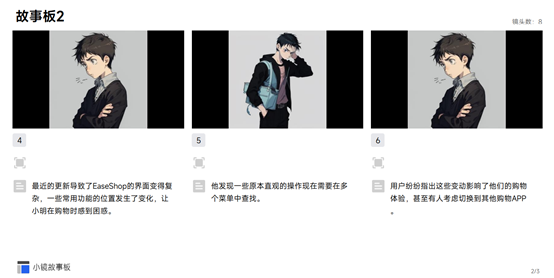 故事板2
镜头数：8
4
5
6
最近的更新导致了EaseShop的界面变得复
杂，一些常用功能的位置发生了变化，让
小明在购物时感到困惑。
他发现一些原本直观的操作现在需要在多
个菜单中查找。
用户纷纷指出这些变动影响了他们的购物
体验，甚至有人考虑切换到其他购物APP
。
小镜故事板
2/3